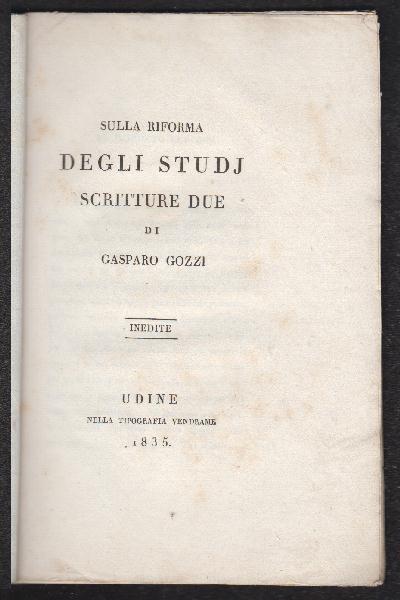 SULLA RIFORMA
DEGLI STUDJ
SCRITTURE DUE
DI
GASPARO GOZZI
INEDITE
UDINE
NELLA TIPOGRAFIA VENDRAME
1835.